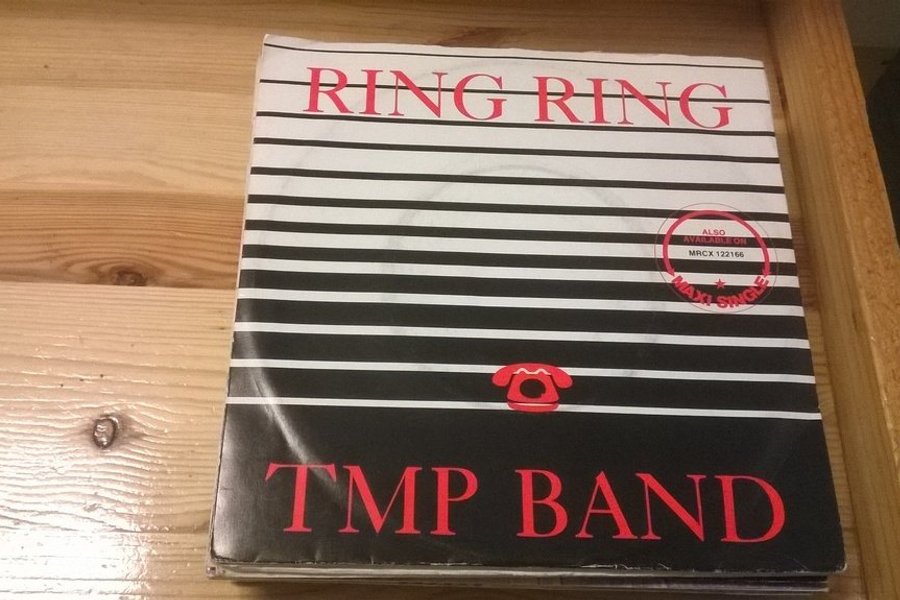 RING RING
ALSO
AVAILABLE ON
MRCX 122166
MAXI SINGLE
TMP BAND